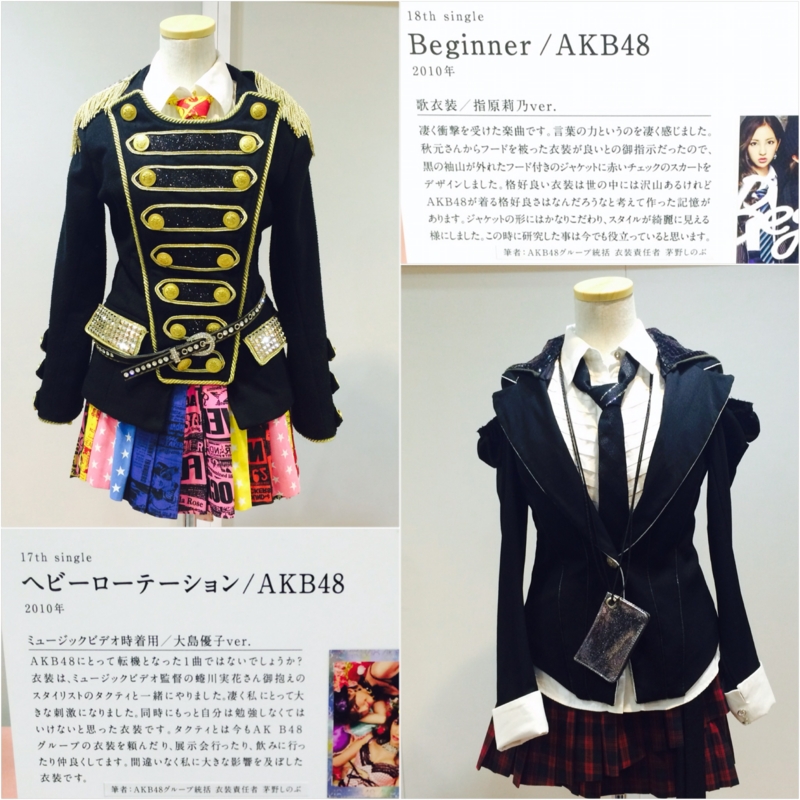 18th single
Beginner /AKB48
2010年
歌衣装／指原莉乃ver.
凄く衝撃を受けた楽曲です。言葉の力というのを凄く感じました。
秋元さんからフードを被った衣装が良いとの御指示だったので、
黒の袖山が外れたフード付きのジャケットに赤いチェックのスカートを
デザインしました。格好良い衣装は世の中には沢山あるけれど
AKB48が着る格好良さはなんだろうなと考えて作った記憶が
あります。ジャケットの形にはかなりこだわり、スタイルが綺麗に見える
様にしました。この時に研究した事は今でも役立っていると思います。
筆者：AKB48グループ統括 衣装責任者 茅野しのぶ
17th single
ヘビーローテーション/AKB48
2010年
ミュージックビデオ時着用／大島優子ver.
AKB48にとって転機となった1曲ではないでしょうか？
衣装は、ミュージックビデオ監督の蜷川実花さん御抱えの
スタイリストのタクティと一緒にやりました。凄く私にとって大
きな刺激になりました。同時にもっと自分は勉強しなくては
いけないと思った衣装です。タクティとは今もAK B48
グループの衣装を頼んだり、展示会行ったり、飲みに行っ
たり仲良くしてます。間違いなく私に大きな影響を及ぼした
衣装です。
筆者：AKB48グループ統括 衣装責任者 茅野しのぶ